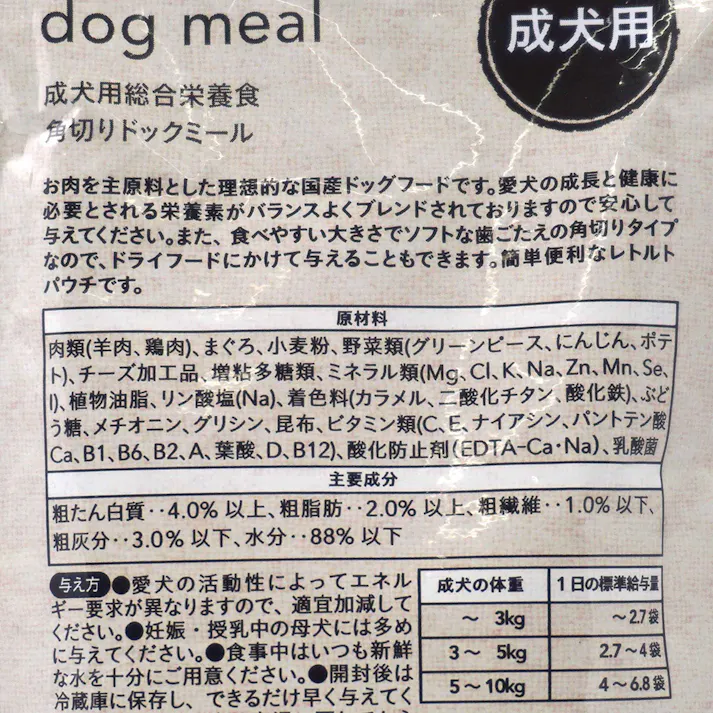 dog meal
成犬用
成犬用総合栄養食
角切りドックミール
お肉を主原料とした理想的な国産ドッグフードです。愛犬の成長と健康に
必要とされる栄養素がバランスよくブレンドされておりますので安心して
与えてください。また、食べやすい大きさでソフトな歯ごたえの角切りタイプ
なので、ドライフードにかけて与えることもできます。簡単便利なレトルト
パウチです。
原材料
肉類(羊肉、鶏肉)、まぐろ、小麦粉、野菜類(グリーンピース、にんじん、ポテ
ト)、チーズ加工品、増粘多糖類、ミネラル類(Mg、Cl、K、Na、Zn、Mn、Se、
I)、植物油脂、リン酸塩(Na)、着色料(カラメル、二酸化チタン、酸化鉄)、ぶど
う糖、メチオニン、グリシン、昆布、ビタミン類(C、E、ナイアシン、パントテン酸
Ca、B1、B6、B2、A、葉酸、D、B12)、酸化防止剤(EDTA-Ca・Na)、乳酸菌
主要成分
粗たん白質‥4.0% 以上、粗脂肪‥2.0% 以上、粗繊維‥1.0% 以下、
粗灰分‥3.0% 以下、水分‥88% 以下
与え方 ●愛犬の活動性によってエネル
ギー要求が異なりますので、適宜加減して
ください。●妊娠・授乳中の母犬には多め
に与えてください。●食事中はいつも新鮮
な水を十分にご用意ください。●開封後は
冷蔵庫に保存し、できるだけ早く与えてく
成犬の体重 1日の標準給与量
～ 3kg ～2.7袋
3～ 5kg 2.7～4袋
5～10kg 4～6.8袋